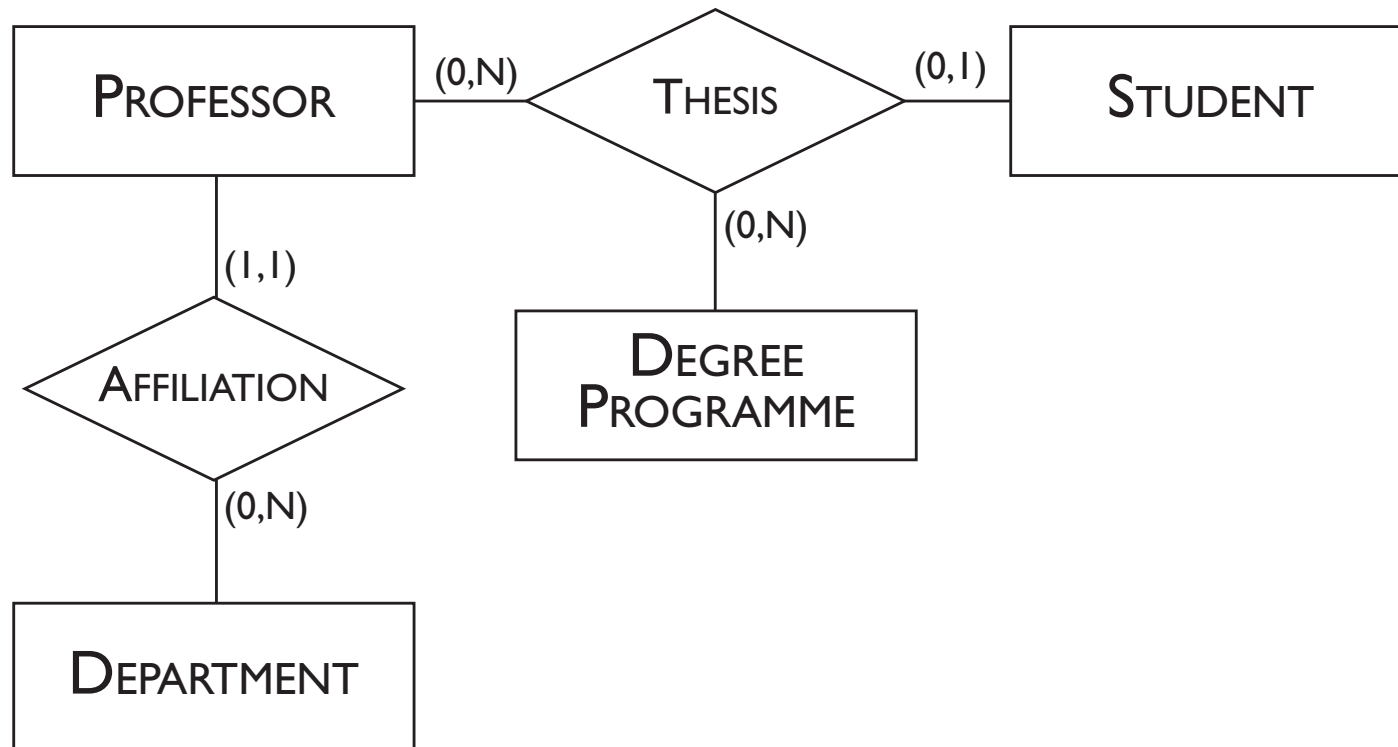 PROFESSOR
(0,N)
THESIS
(0,1)
STUDENT
(0,N)
(1,1)
DEGREE
PROGRAMME
AFFILIATION
(0,N)
DEPARTMENT